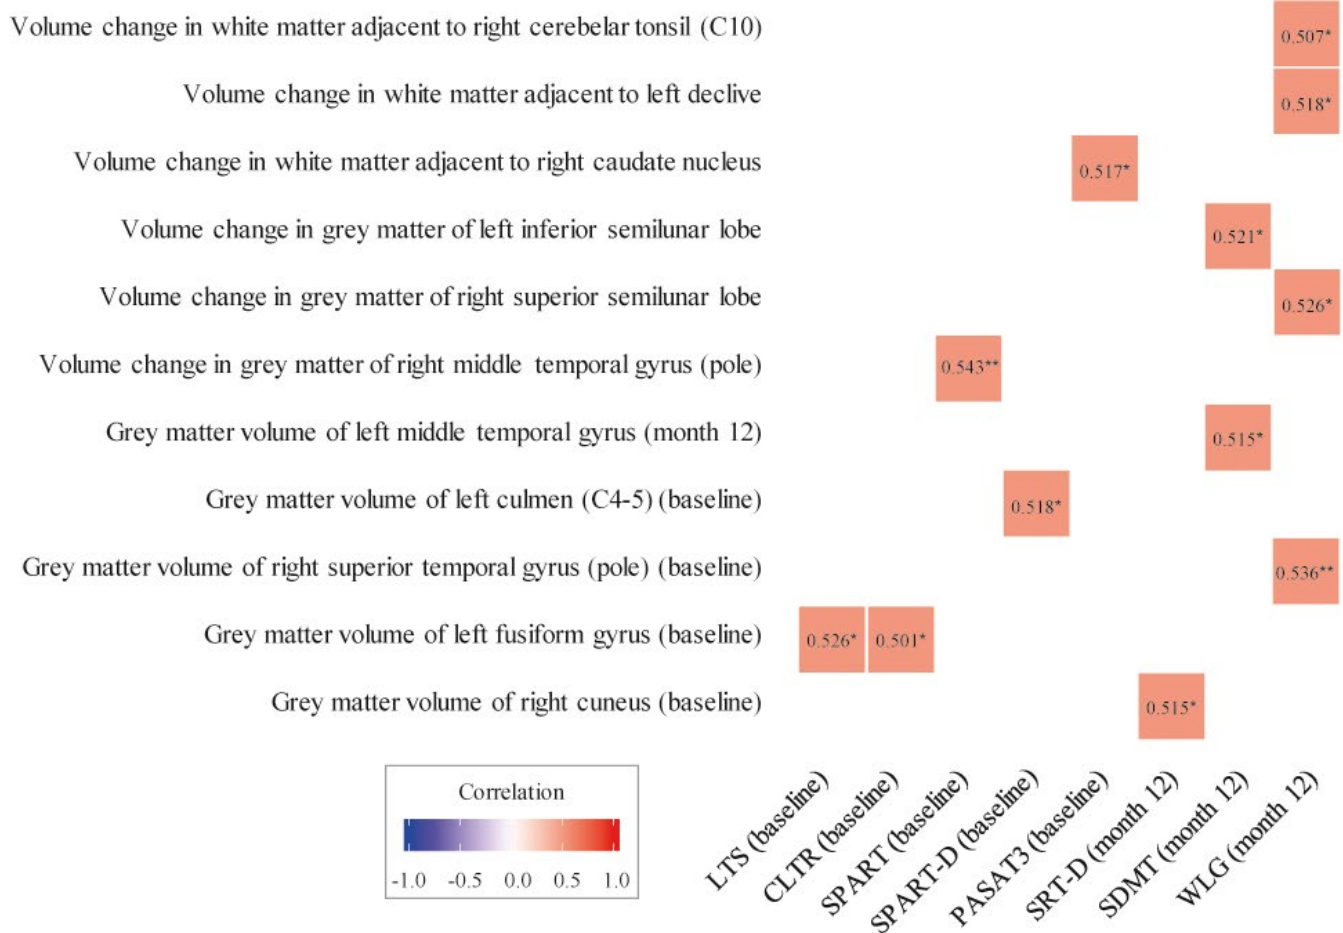 Volume change in white matter adjacent to right cerebelar tonsil (C10)
0.507*
Volume change in white matter adjacent to left declive
0.518*
Volume change in white matter adjacent to right caudate nucleus
0.517*
Volume change in grey matter of left inferior semilunar lobe
0.521*
Volume change in grey matter of right superior semilunar lobe
0.526*
Volume change in grey matter of right middle temporal gyrus (pole)
0.543**
Grey matter volume of left middle temporal gyrus (month 12)
0.515*
Grey matter volume of left culmen (C4-5) (baseline)
0.518*
Grey matter volume of right superior temporal gyrus (pole) (baseline)
0.536**
Grey matter volume of left fusiform gyrus (baseline)
0.526* 0.501*
Grey matter volume of right cuneus (baseline)
0.515*
Correlation
-1.0 -0.5 0.0 0.5 1.0
LTS (baseline)
CLTR (baseline)
SPART (baseline)
SPART-D (baseline)
PASAT3 (baseline)
SRT-D (month 12)
SDMT (month 12)
WLG (month 12)